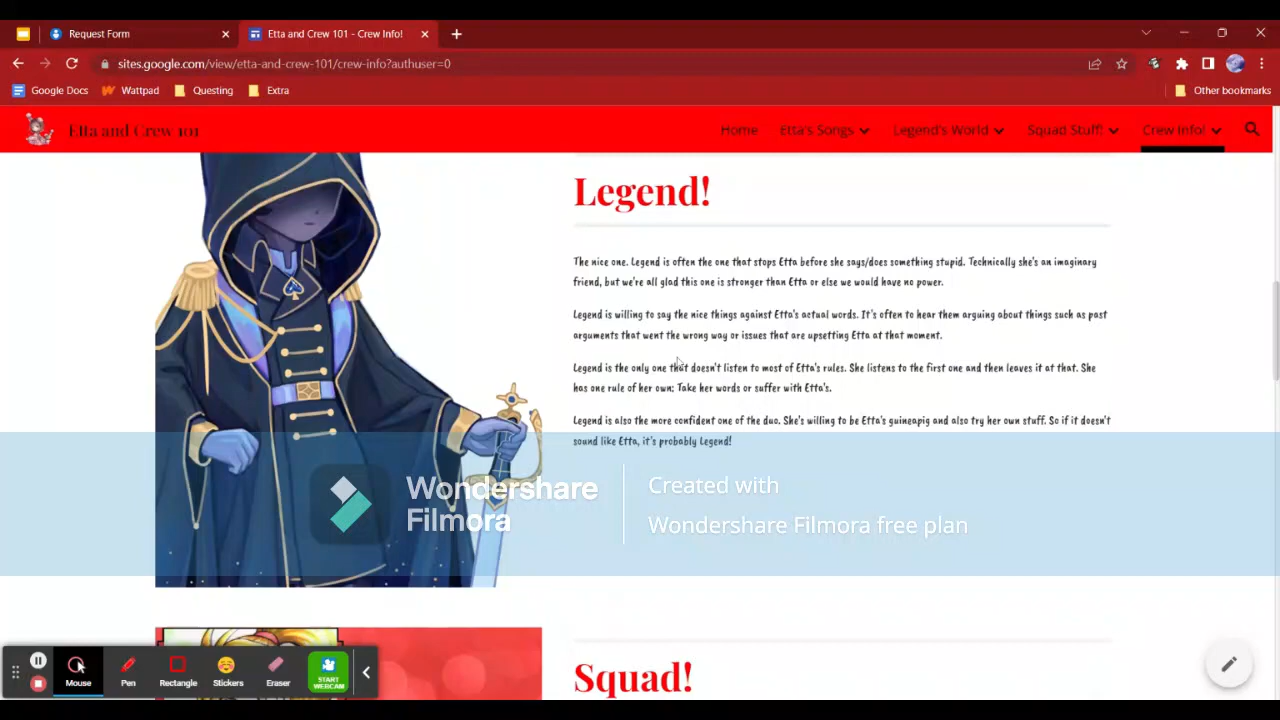 Request Form
Etta and Crew 101 - Crew Info!
sites.google.com/view/etta-and-crew-101/crew-info?authuser=0
Google Docs Wattpad Questing Extra Other bookmarks
Etta and Crew 101 Home Etta's Songs Legend's World Squad Stuff! Crew Info!
Legend!
The nice one. Legend is often the one that stops Etta before she says/does something stupid. Technically she's an imaginary
friend, but we're all glad this one is stronger than Etta or else we would have no power.
Legend is willing to say the nice things against Etta's actual words. It's often to hear them arguing about things such as past
arguments that went the wrong way or issues that are upsetting Etta at that moment.
Legend is the only one that doesn't listen to most of Etta's rules. She listens to the first one and then leaves it at that. She
has one rule of her own; Take her words or suffer with Etta's.
Legend is also the more confident one of the duo. She's willing to be Etta's guineapig and also try her own stuff. So if it doesn't
sound like Etta, it's probably Legend!
Wondershare
Filmora
Created with
Wondershare Filmora free plan
Squad!
Mouse Pen Rectangle Stickers Eraser START
WEBCAM